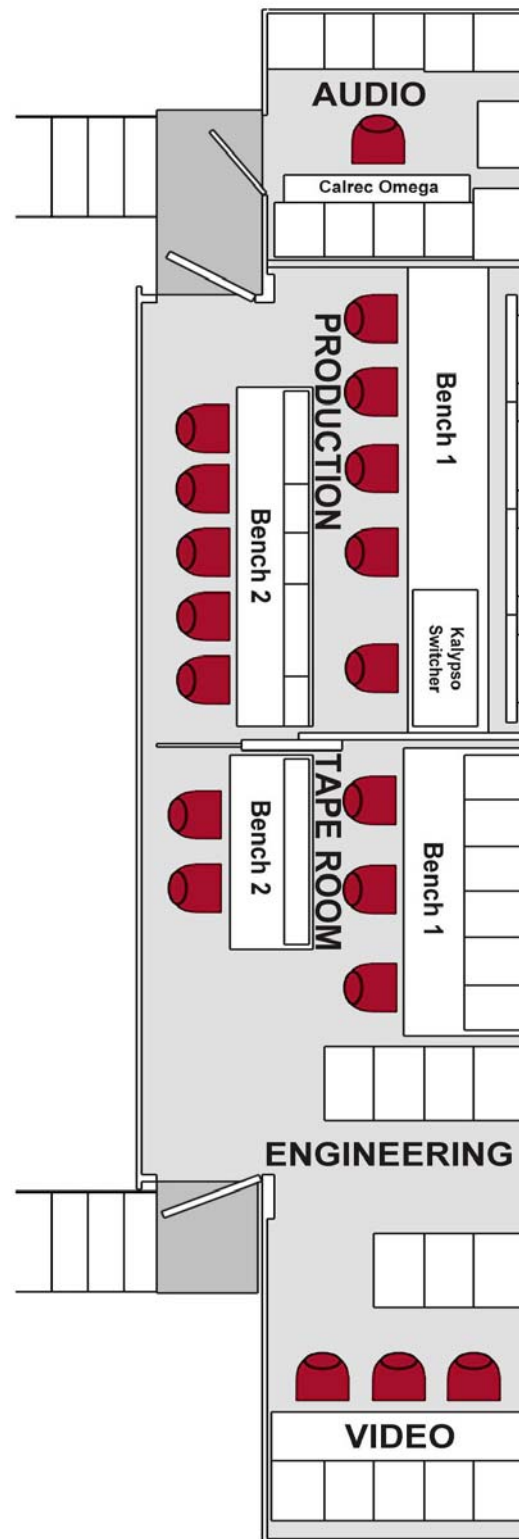 AUDIO
Calrec Omega
PRODUCTION
Bench 1
Bench 2
Kalypso
Switcher
TAPE ROOM
Bench 2
Bench 1
ENGINEERING
VIDEO